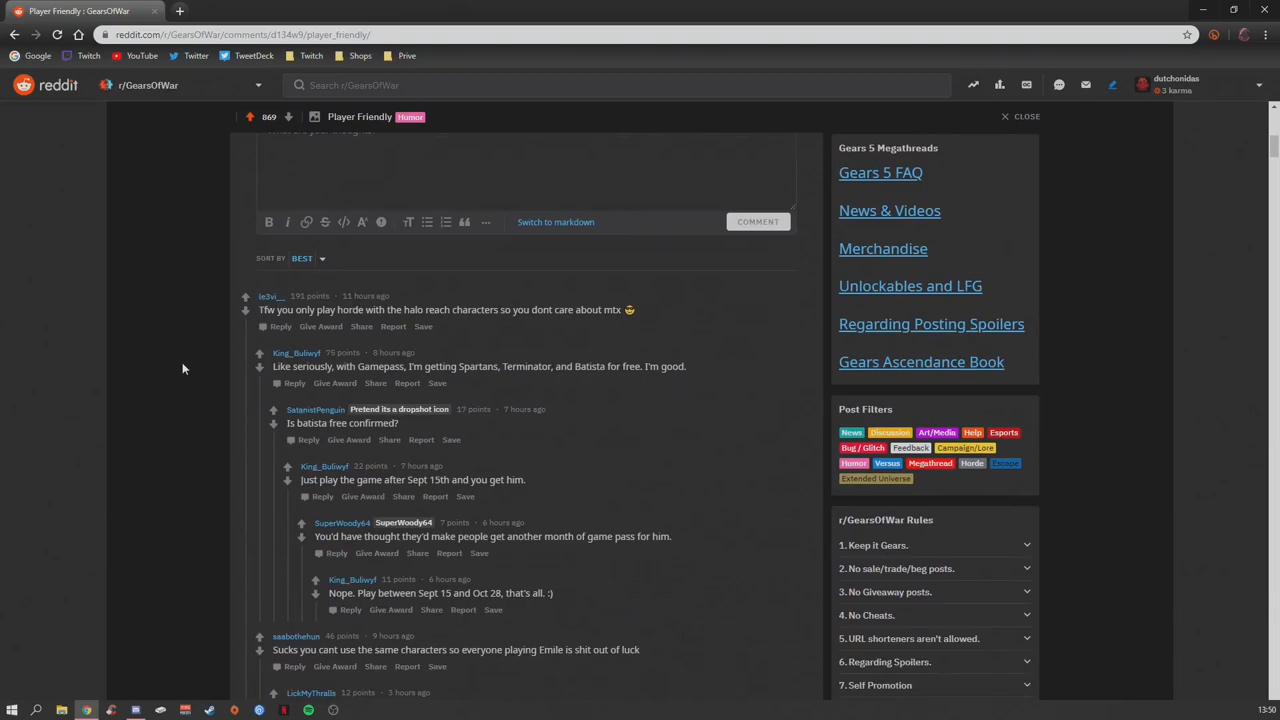 Player Friendly : GearsOfWar
reddit.com/r/GearsOfWar/comments/d134w9/player_friendly/
Google Twitch YouTube Twitter TweetDeck Twitch Shops Prive
reddit r/GearsOfWar Search r/GearsOfWar dutchonidas
3 karma
869 Player Friendly Humor CLOSE
Switch to markdown COMMENT
SORT BY BEST
le3vi__ 191 points · 11 hours ago
Tfw you only play horde with the halo reach characters so you dont care about mtx 😎
Reply Give Award Share Report Save
King_Buliwyf 75 points · 8 hours ago
Like seriously, with Gamepass, I'm getting Spartans, Terminator, and Batista for free. I'm good.
Reply Give Award Share Report Save
SatanistPenguin Pretend its a dropshot icon 17 points · 7 hours ago
Is batista free confirmed?
Reply Give Award Share Report Save
King_Buliwyf 22 points · 7 hours ago
Just play the game after Sept 15th and you get him.
Reply Give Award Share Report Save
SuperWoody64 SuperWoody64 7 points · 6 hours ago
You'd have thought they'd make people get another month of game pass for him.
Reply Give Award Share Report Save
King_Buliwyf 11 points · 6 hours ago
Nope. Play between Sept 15 and Oct 28, that's all. :)
Reply Give Award Share Report Save
saabothehun 46 points · 9 hours ago
Sucks you cant use the same characters so everyone playing Emile is shit out of luck
Reply Give Award Share Report Save
LickMyThralls 12 points · 3 hours ago
Gears 5 Megathreads
Gears 5 FAQ
News & Videos
Merchandise
Unlockables and LFG
Regarding Posting Spoilers
Gears Ascendance Book
Post Filters
News Discussion Art/Media Help Esports
Bug / Glitch Feedback Campaign/Lore
Humor Versus Megathread Horde Escape
Extended Universe
r/GearsOfWar Rules
1. Keep it Gears.
2. No sale/trade/beg posts.
3. No Giveaway posts.
4. No Cheats.
5. URL shorteners aren't allowed.
6. Regarding Spoilers.
7. Self Promotion
13:50